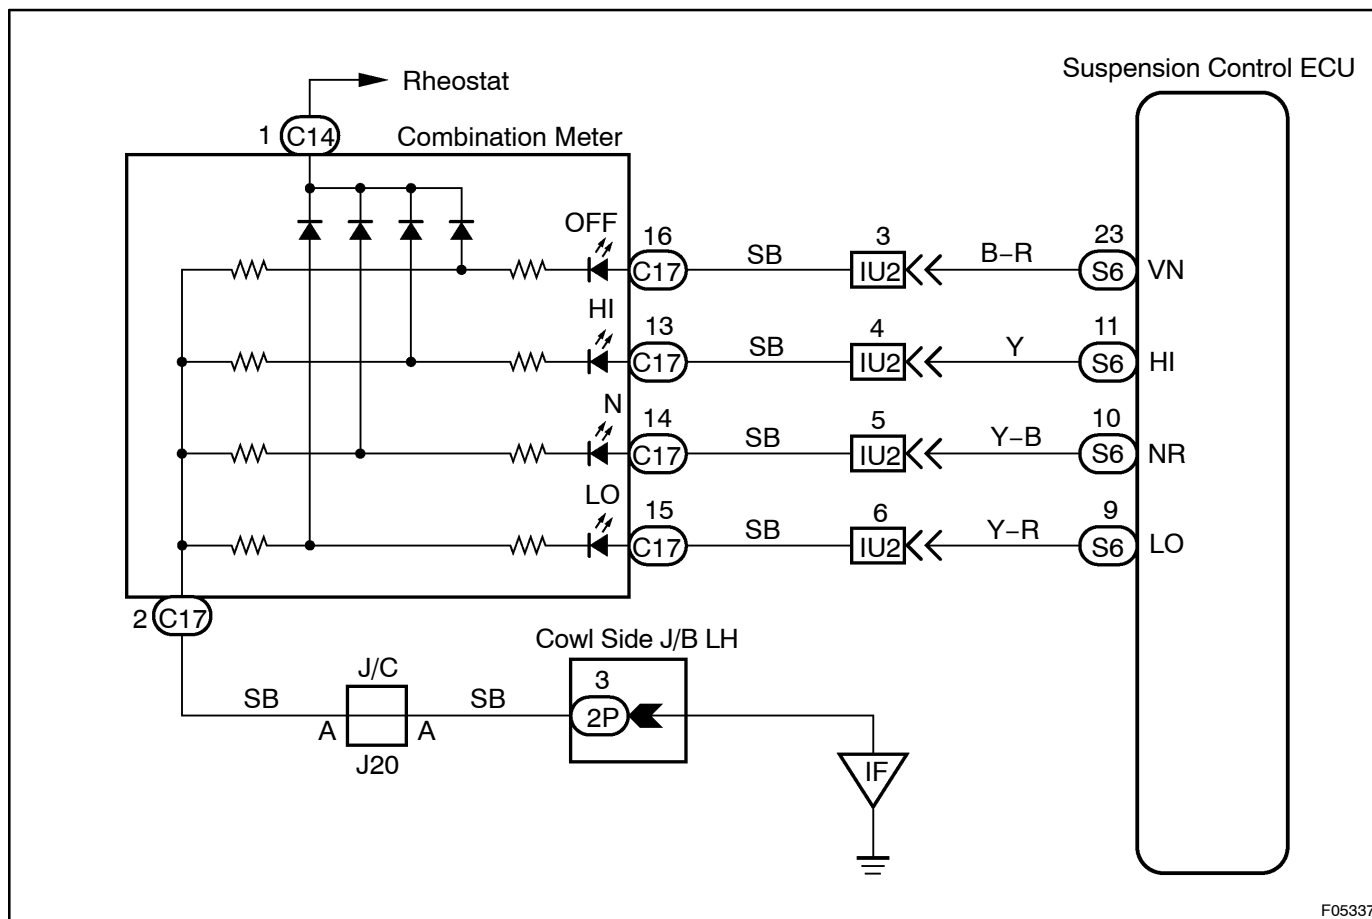 Suspension Control ECU
Rheostat
1 C14 Combination Meter
OFF 16 C17 SB 3 IU2 B–R 23 S6 VN
HI 13 C17 SB 4 IU2 Y 11 S6 HI
N 14 C17 SB 5 IU2 Y–B 10 S6 NR
LO 15 C17 SB 6 IU2 Y–R 9 S6 LO
2 C17
Cowl Side J/B LH
J/C
3
SB A A SB 2P
J20
IF
F05337